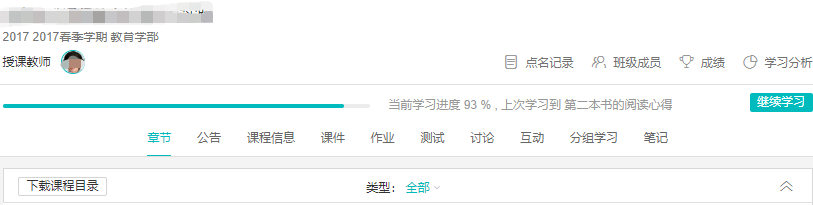 2017 2017春季学期 教育学部
授课教师
点名记录 班级成员 成绩 学习分析
当前学习进度 93 % , 上次学习到 第二本书的阅读心得 继续学习
章节 公告 课程信息 课件 作业 测试 讨论 互动 分组学习 笔记
下载课程目录 类型： 全部